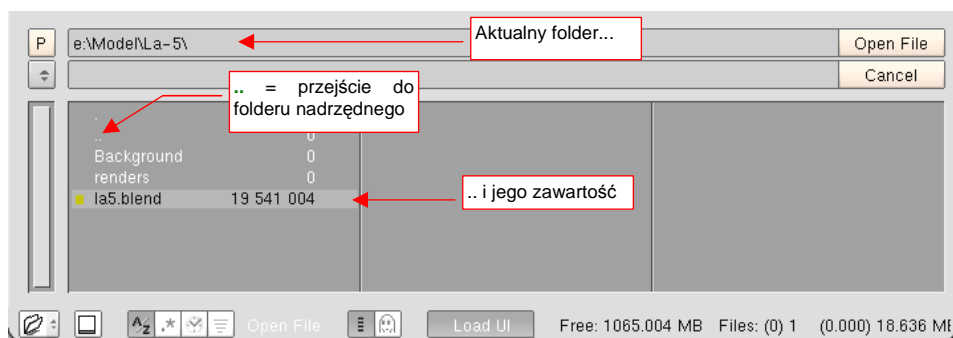 P e:\Model\La-5\ Aktualny folder... Open File
Cancel
.. = przejście do
folderu nadrzędnego
.
.. 0
Background 0
renders 0
la5.blend 19 541 004 .. i jego zawartość
Open File Load UI Free: 1065.004 MB Files: (0) 1 (0.000) 18.636 ME